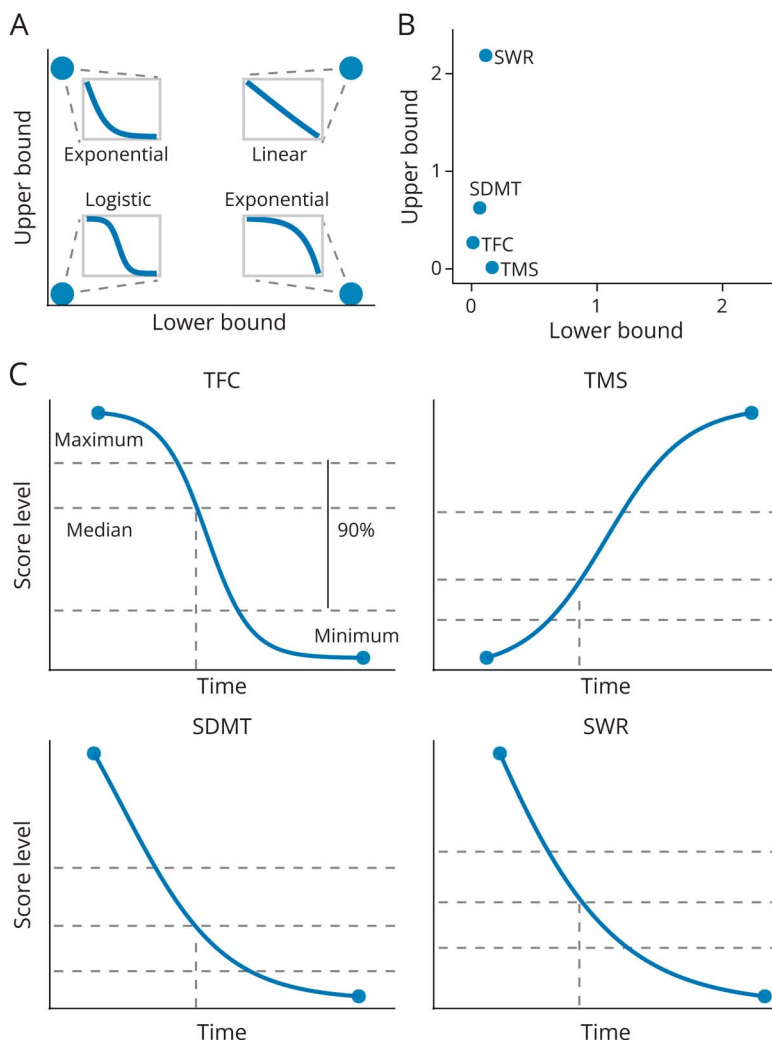 A
Upper bound
Exponential
Linear
Logistic
Exponential
Lower bound
B
Upper bound
2
1
0
SWR
SDMT
TFC
TMS
0 1 2
Lower bound
C
TFC
Score level
Maximum
Median
90%
Minimum
Time
TMS
Time
SDMT
Score level
Time
SWR
Time